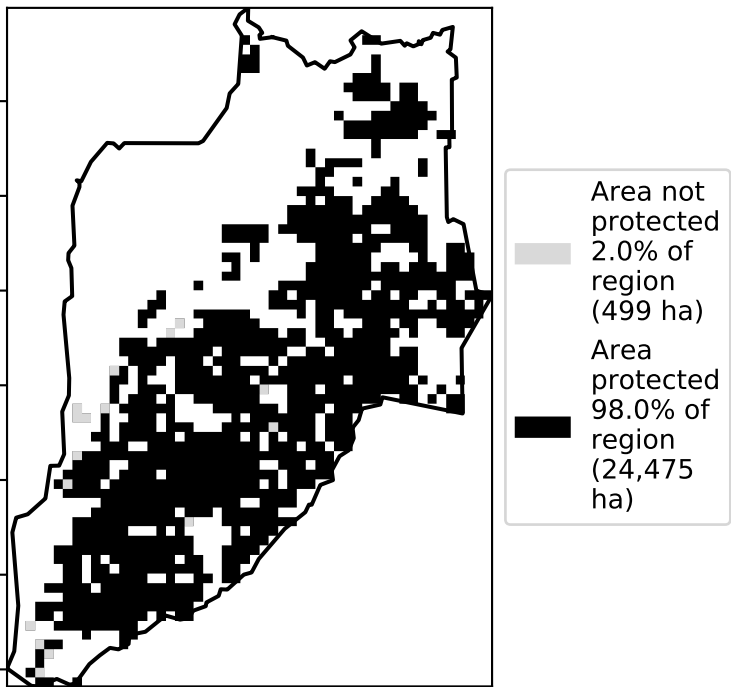 Area not
protected
2.0% of
region
(499 ha)
Area
protected
98.0% of
region
(24,475
ha)